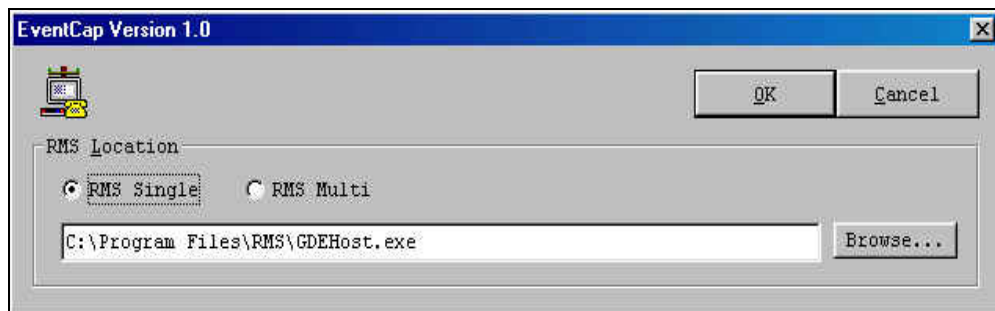 EventCap Version 1.0
OK
Cancel
RMS Location
RMS Single
RMS Multi
C:\Program Files\RMS\GDEHost.exe
Browse...